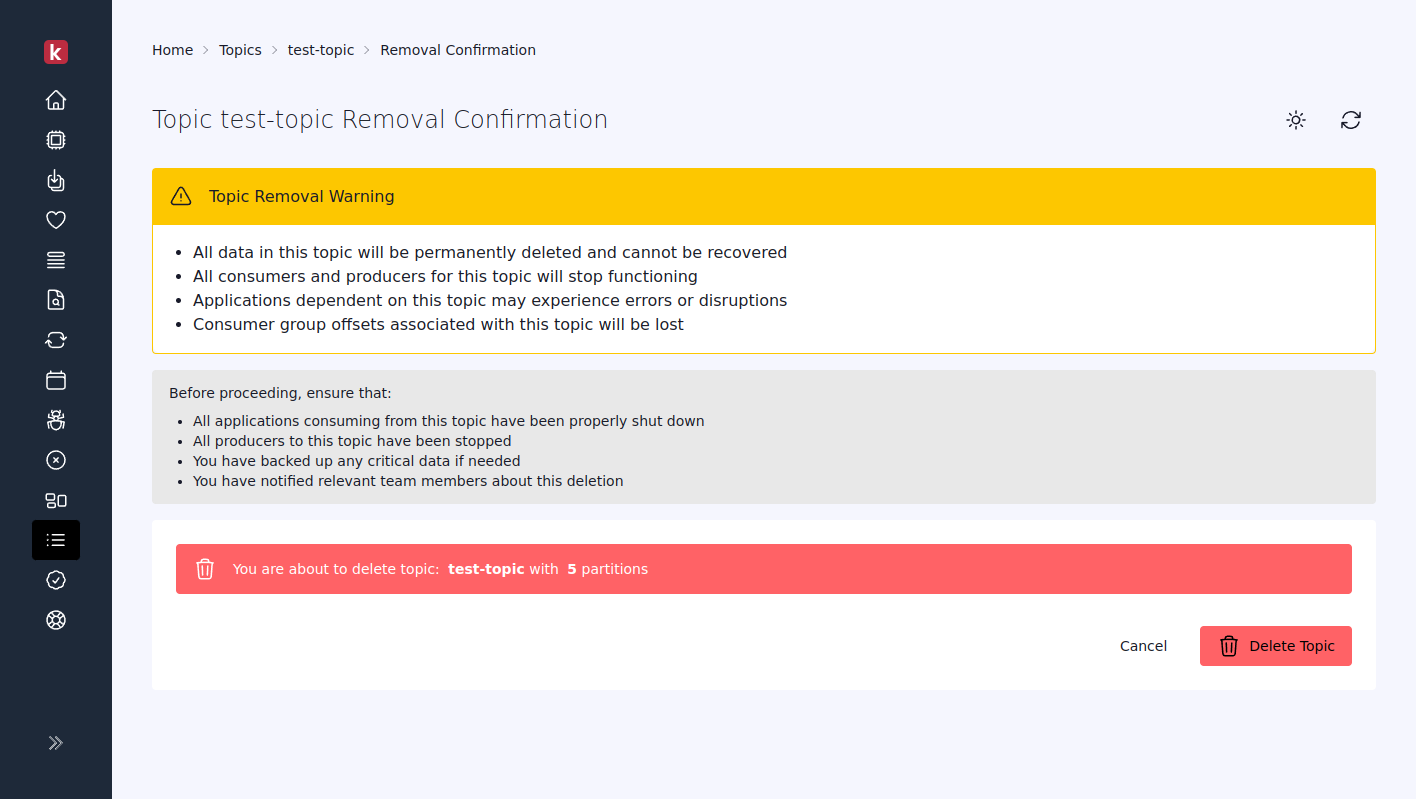 k
Home
Topics
test-topic
Removal Confirmation
Topic test-topic Removal Confirmation
Topic Removal Warning
All data in this topic will be permanently deleted and cannot be recovered
All consumers and producers for this topic will stop functioning
Applications dependent on this topic may experience errors or disruptions
Consumer group offsets associated with this topic will be lost
Before proceeding, ensure that:
All applications consuming from this topic have been properly shut down
All producers to this topic have been stopped
You have backed up any critical data if needed
You have notified relevant team members about this deletion
You are about to delete topic: test-topic with 5 partitions
Cancel
Delete Topic